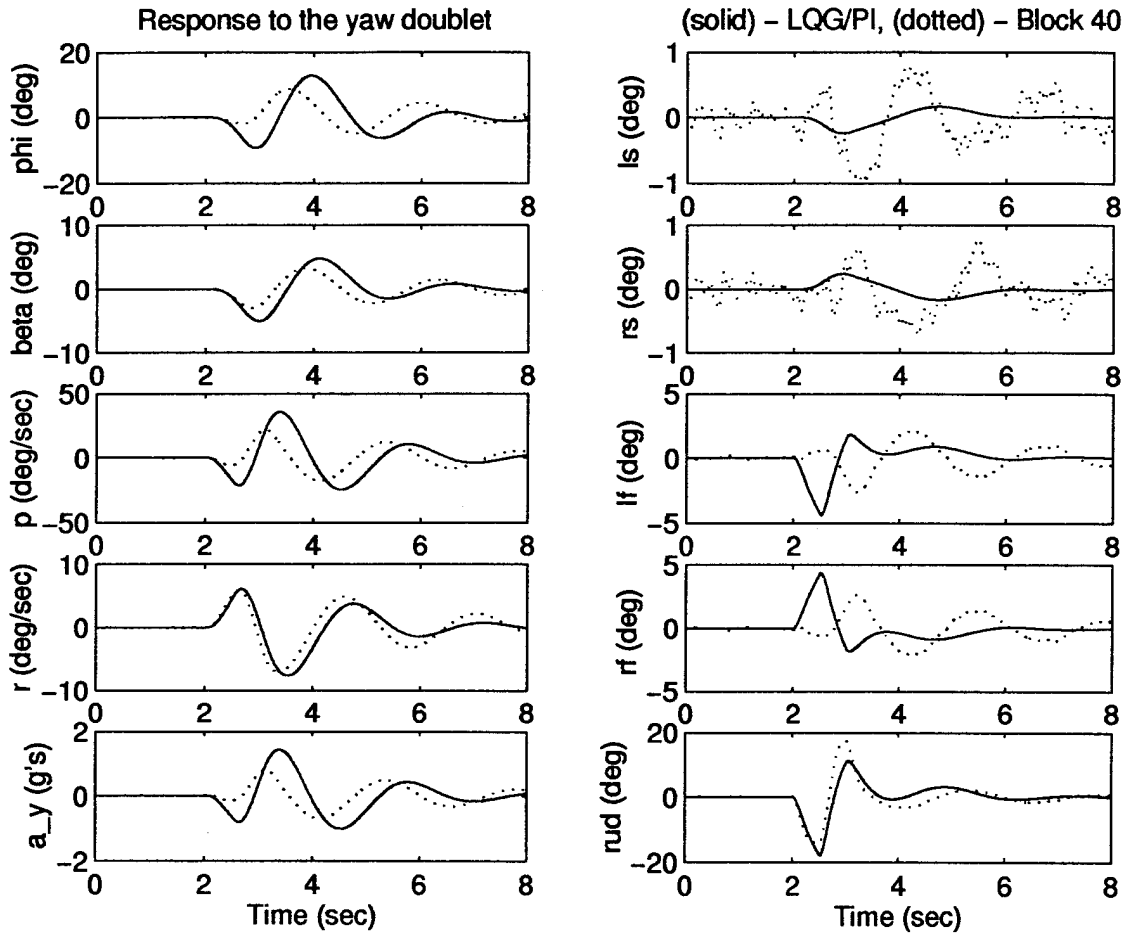 Response to the yaw doublet
(solid) – LQG/PI, (dotted) – Block 40
phi (deg)
20
0
−20
0 2 4 6 8
beta (deg)
10
0
−10
0 2 4 6 8
p (deg/sec)
50
0
−50
0 2 4 6 8
r (deg/sec)
10
0
−10
0 2 4 6 8
a_y (g's)
2
0
−2
0 2 4 6 8
Time (sec)
ls (deg)
1
0
−1
0 2 4 6 8
rs (deg)
1
0
−1
0 2 4 6 8
lf (deg)
5
0
−5
0 2 4 6 8
rf (deg)
5
0
−5
0 2 4 6 8
rud (deg)
20
0
−20
0 2 4 6 8
Time (sec)